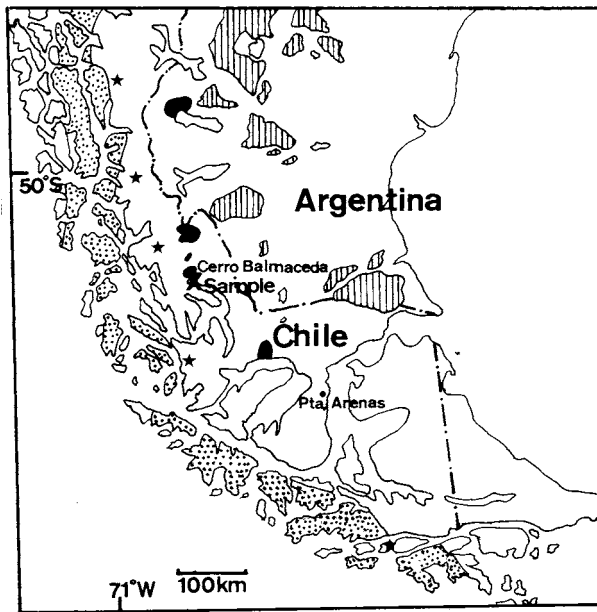 50°S
Argentina
Cerro Balmaceda
Sample
Chile
Pta. Arenas
71°W
100km